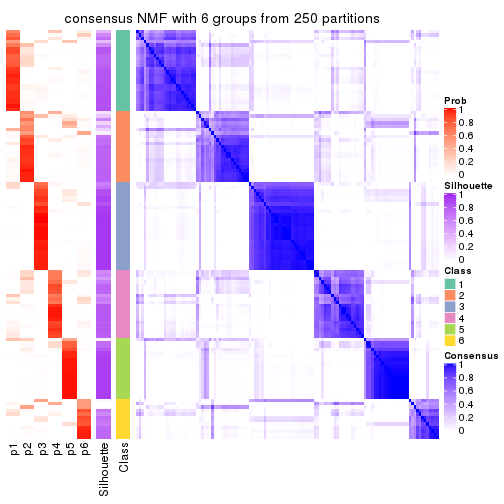 consensus NMF with 6 groups from 250 partitions
Prob
1
0.8
0.6
0.4
0.2
0
Silhouette
1
0.8
0.6
0.4
0.2
0
Class
1
2
3
4
5
6
Consensus
1
0.8
0.6
0.4
0.2
0
p1
p2
p3
p4
p5
p6
Silhouette
Class